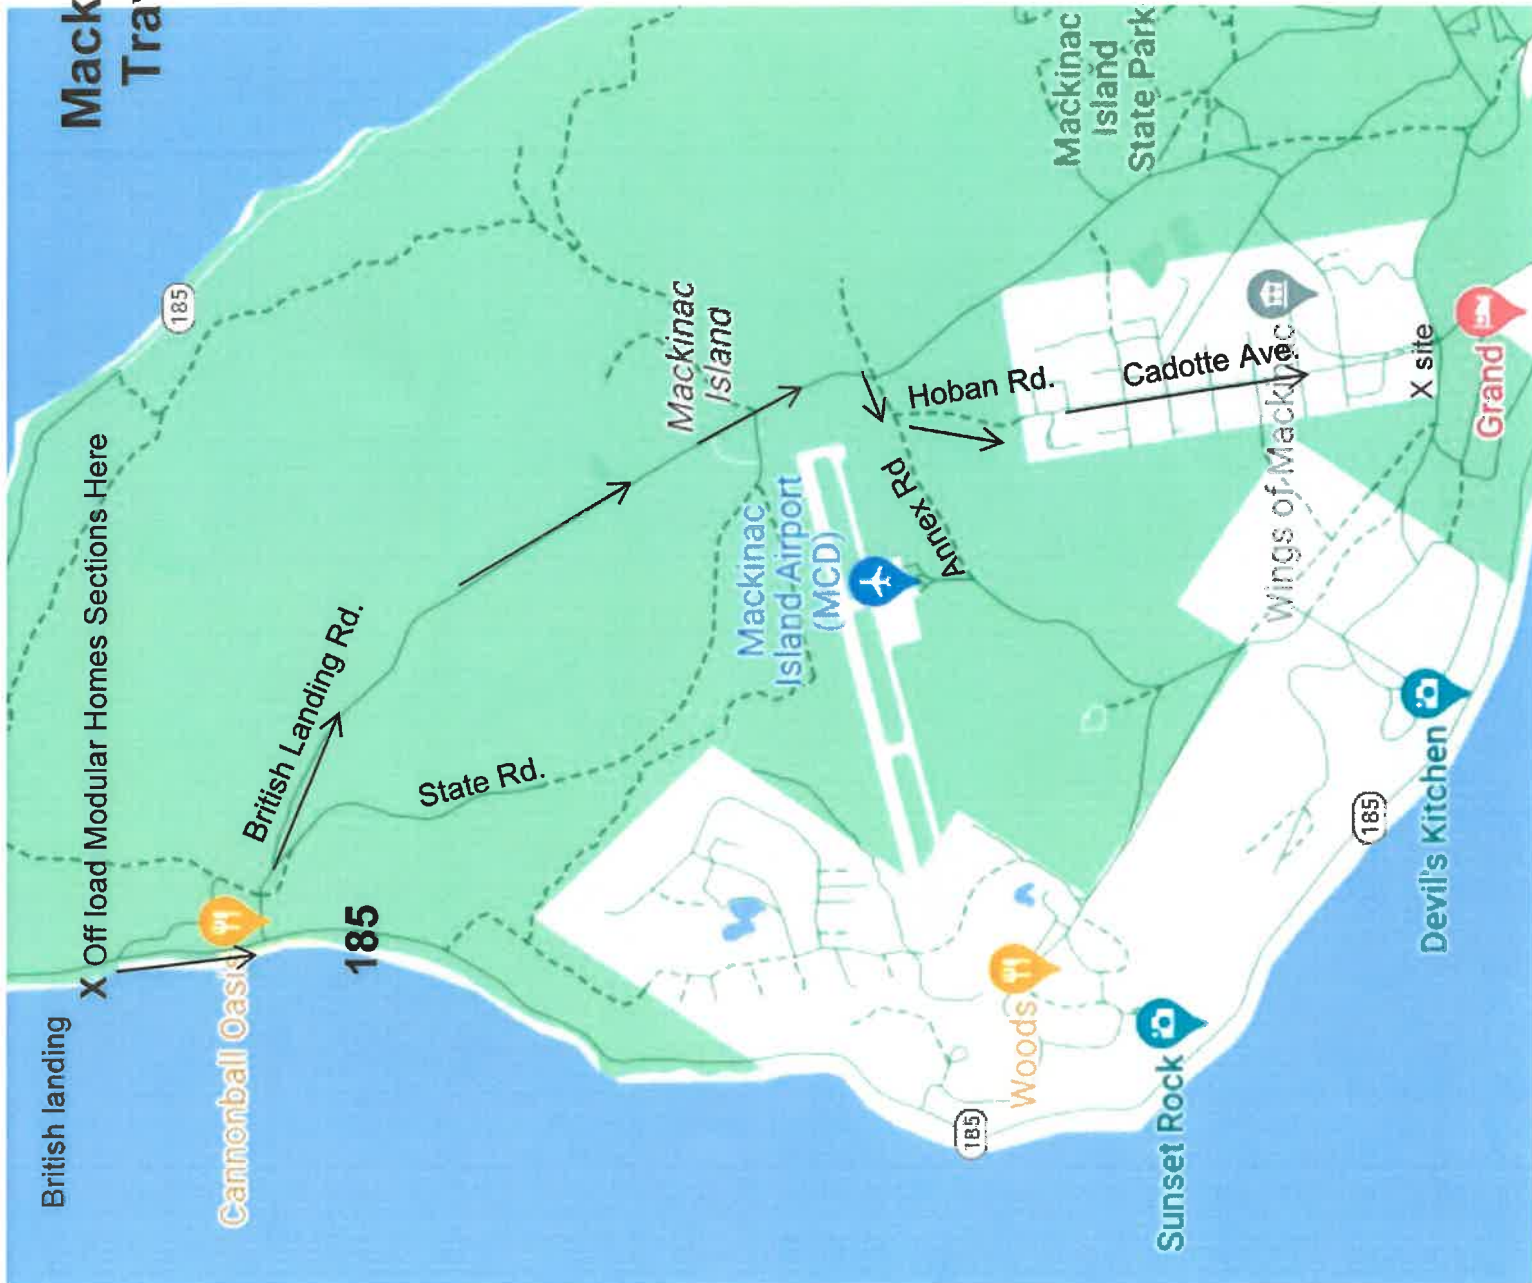 Mack
Tra
British landing
X Off load Modular Homes Sections Here
185
Cannonball Oasis
British Landing Rd.
185
State Rd.
Mackinac
Island
Mackinac
Island Airport
(MCD)
Annex Rd
Hoban Rd.
Cadotte Ave.
Mackinac
Island
State Park
Wings of Mackinac
X site
Grand
Woods
185
Sunset Rock
185
Devil's Kitchen